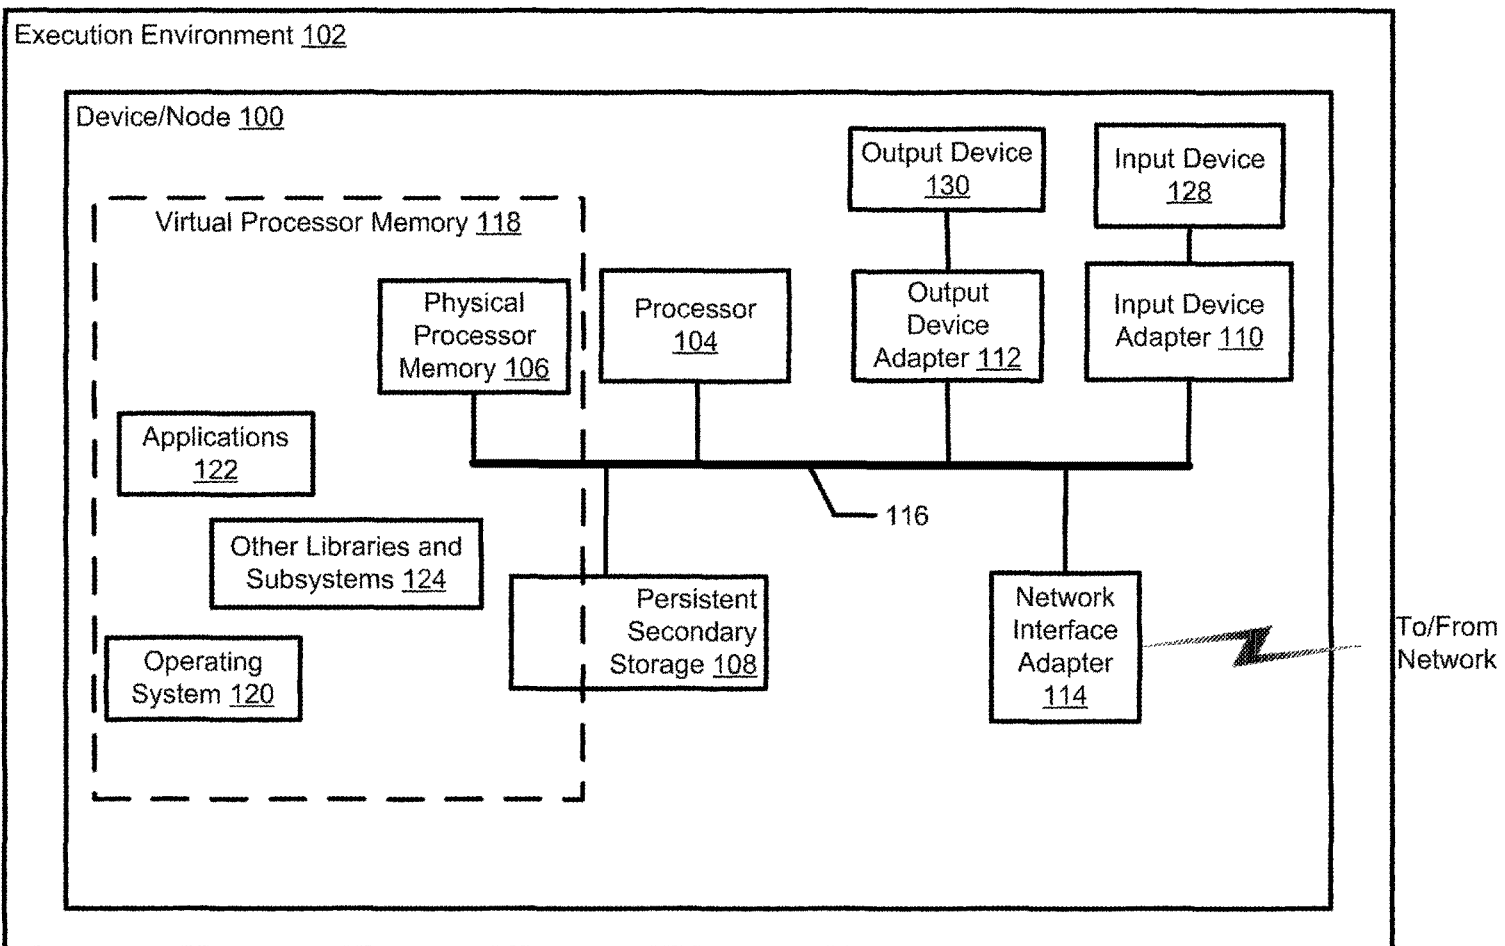 Execution Environment 102
Device/Node 100
Output Device
130
Input Device
128
Virtual Processor Memory 118
Physical
Processor
Memory 106
Processor
104
Output
Device
Adapter 112
Input Device
Adapter 110
Applications
122
116
Other Libraries and
Subsystems 124
Persistent
Secondary
Storage 108
Network
Interface
Adapter
114
To/From
Network
Operating
System 120